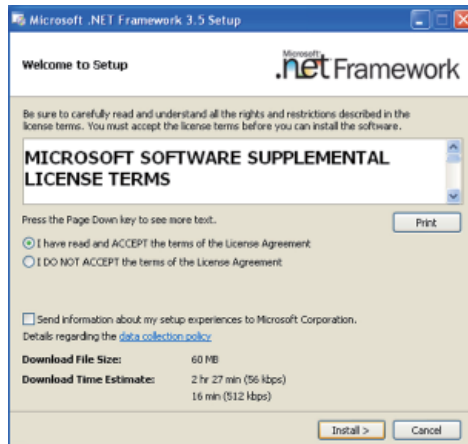 Microsoft .NET Framework 3.5 Setup
Welcome to Setup
Microsoft
.net Framework
Be sure to carefully read and understand all the rights and restrictions described in the
license terms. You must accept the license terms before you can install the software.
MICROSOFT SOFTWARE SUPPLEMENTAL
LICENSE TERMS
Press the Page Down key to see more text.
Print
I have read and ACCEPT the terms of the License Agreement
I DO NOT ACCEPT the terms of the License Agreement
Send information about my setup experiences to Microsoft Corporation.
Details regarding the data collection policy
Download File Size: 60 MB
Download Time Estimate: 2 hr 27 min (56 kbps)
16 min (512 kbps)
Install > Cancel